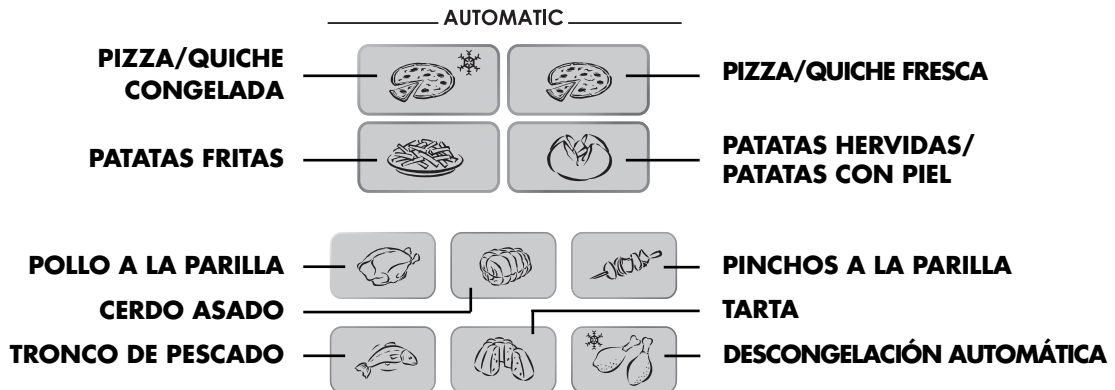 AUTOMATIC
PIZZA/QUICHE
CONGELADA
PIZZA/QUICHE FRESCA
PATATAS FRITAS
PATATAS HERVIDAS/
PATATAS CON PIEL
POLLO A LA PARILLA
PINCHOS A LA PARILLA
CERDO ASADO
TARTA
TRONCO DE PESCADO
DESCONGELACIÓN AUTOMÁTICA